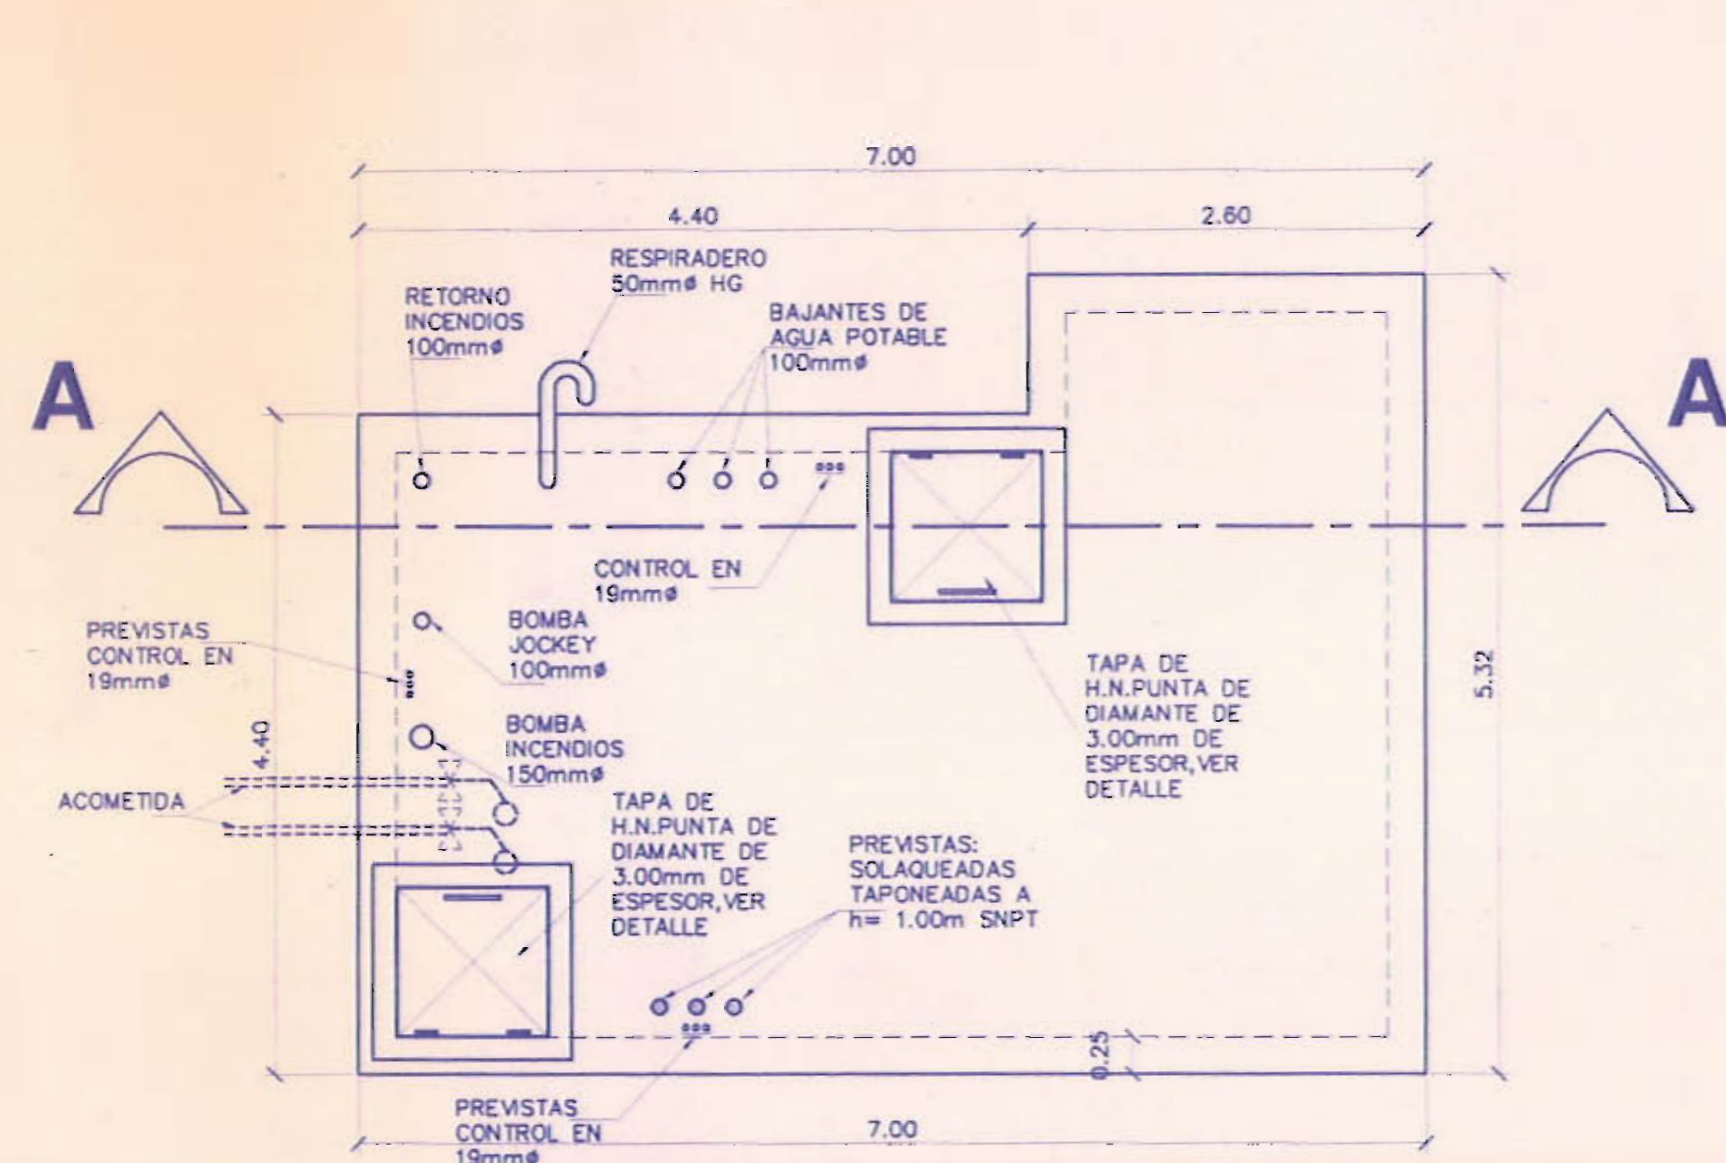 7.00
4.40
2.60
RESPIRADERO
50mmø HG
RETORNO
INCENDIOS
100mmø
BAJANTES DE
AGUA POTABLE
100mmø
A
A
CONTROL EN
19mmø
PREVISTAS
CONTROL EN
19mmø
BOMBA
JOCKEY
100mmø
TAPA DE
H.N.PUNTA DE
DIAMANTE DE
3.00mm DE
ESPESOR,VER
DETALLE
5.32
4.40
BOMBA
INCENDIOS
150mmø
ACOMETIDA
TAPA DE
H.N.PUNTA DE
DIAMANTE DE
3.00mm DE
ESPESOR,VER
DETALLE
PREVISTAS:
SOLAQUEADAS
TAPONEADAS A
h= 1.00m SNPT
0.25
PREVISTAS
CONTROL EN
19mmø
7.00